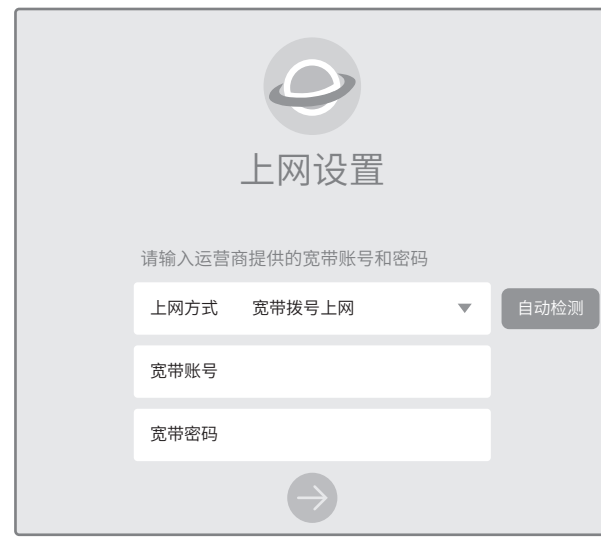 上网设置
请输入运营商提供的宽带账号和密码
上网方式 宽带拨号上网 自动检测
宽带账号
宽带密码